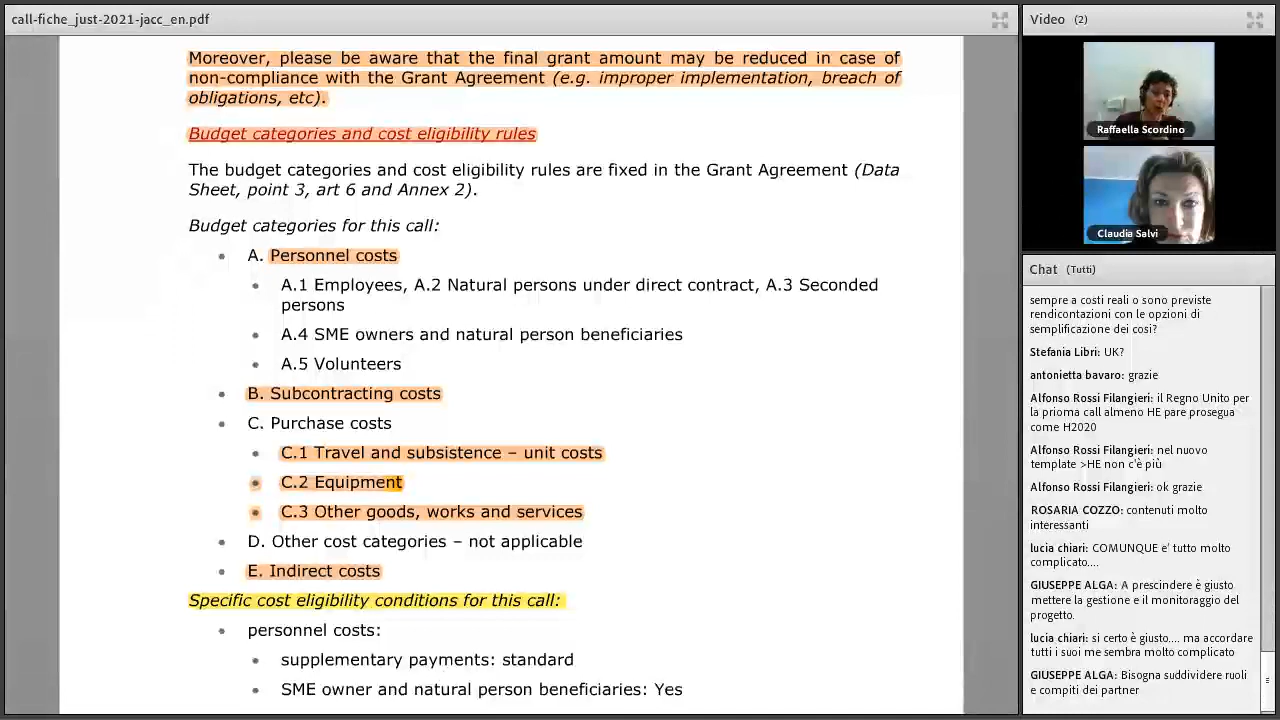 call-fiche_just-2021-jacc_en.pdf
Moreover, please be aware that the final grant amount may be reduced in case of
non-compliance with the Grant Agreement (e.g. improper implementation, breach of
obligations, etc).
Budget categories and cost eligibility rules
The budget categories and cost eligibility rules are fixed in the Grant Agreement (Data
Sheet, point 3, art 6 and Annex 2).
Budget categories for this call:
A. Personnel costs
A.1 Employees, A.2 Natural persons under direct contract, A.3 Seconded
persons
A.4 SME owners and natural person beneficiaries
A.5 Volunteers
B. Subcontracting costs
C. Purchase costs
C.1 Travel and subsistence – unit costs
C.2 Equipment
C.3 Other goods, works and services
D. Other cost categories – not applicable
E. Indirect costs
Specific cost eligibility conditions for this call:
personnel costs:
supplementary payments: standard
SME owner and natural person beneficiaries: Yes
Video (2)
Raffaella Scordino
Claudia Salvi
Chat (Tutti)
sempre a costi reali o sono previste
rendicontazioni con le opzioni di
semplificazione dei cosi?
Stefania Libri: UK?
antonietta bavaro: grazie
Alfonso Rossi Filangieri: il Regno Unito per
la prioma call almeno HE pare prosegua
come H2020
Alfonso Rossi Filangieri: nel nuovo
template >HE non c'è più
Alfonso Rossi Filangieri: ok grazie
ROSARIA COZZO: contenuti molto
interessanti
lucia chiari: COMUNQUE e' tutto molto
complicato....
GIUSEPPE ALGA: A prescindere è giusto
mettere la gestione e il monitoraggio del
progetto.
lucia chiari: si certo è giusto.... ma accordare
tutti i suoi me sembra molto complicato
GIUSEPPE ALGA: Bisogna suddividere ruoli
e compiti dei partner